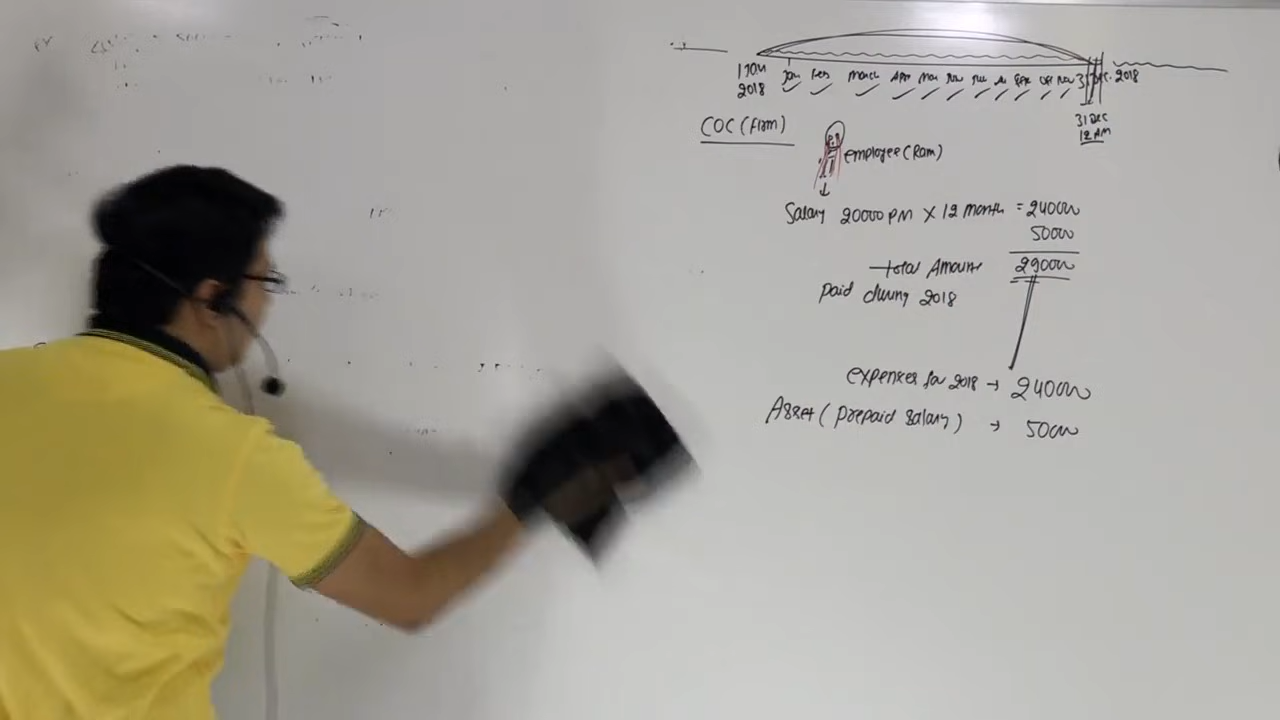 1 Jan
2018
Jan Feb March Apr Mai Jun Jul Au Sep Oct Nov 31 Dec. 2018
31 DEC
12 AM
COC (Firm)
employee (Ram)
Salary 20000 PM X 12 month = 240000
50000
Total Amount 290000
paid during 2018
expenses for 2018 → 240000
Asset (prepaid salary) → 50000